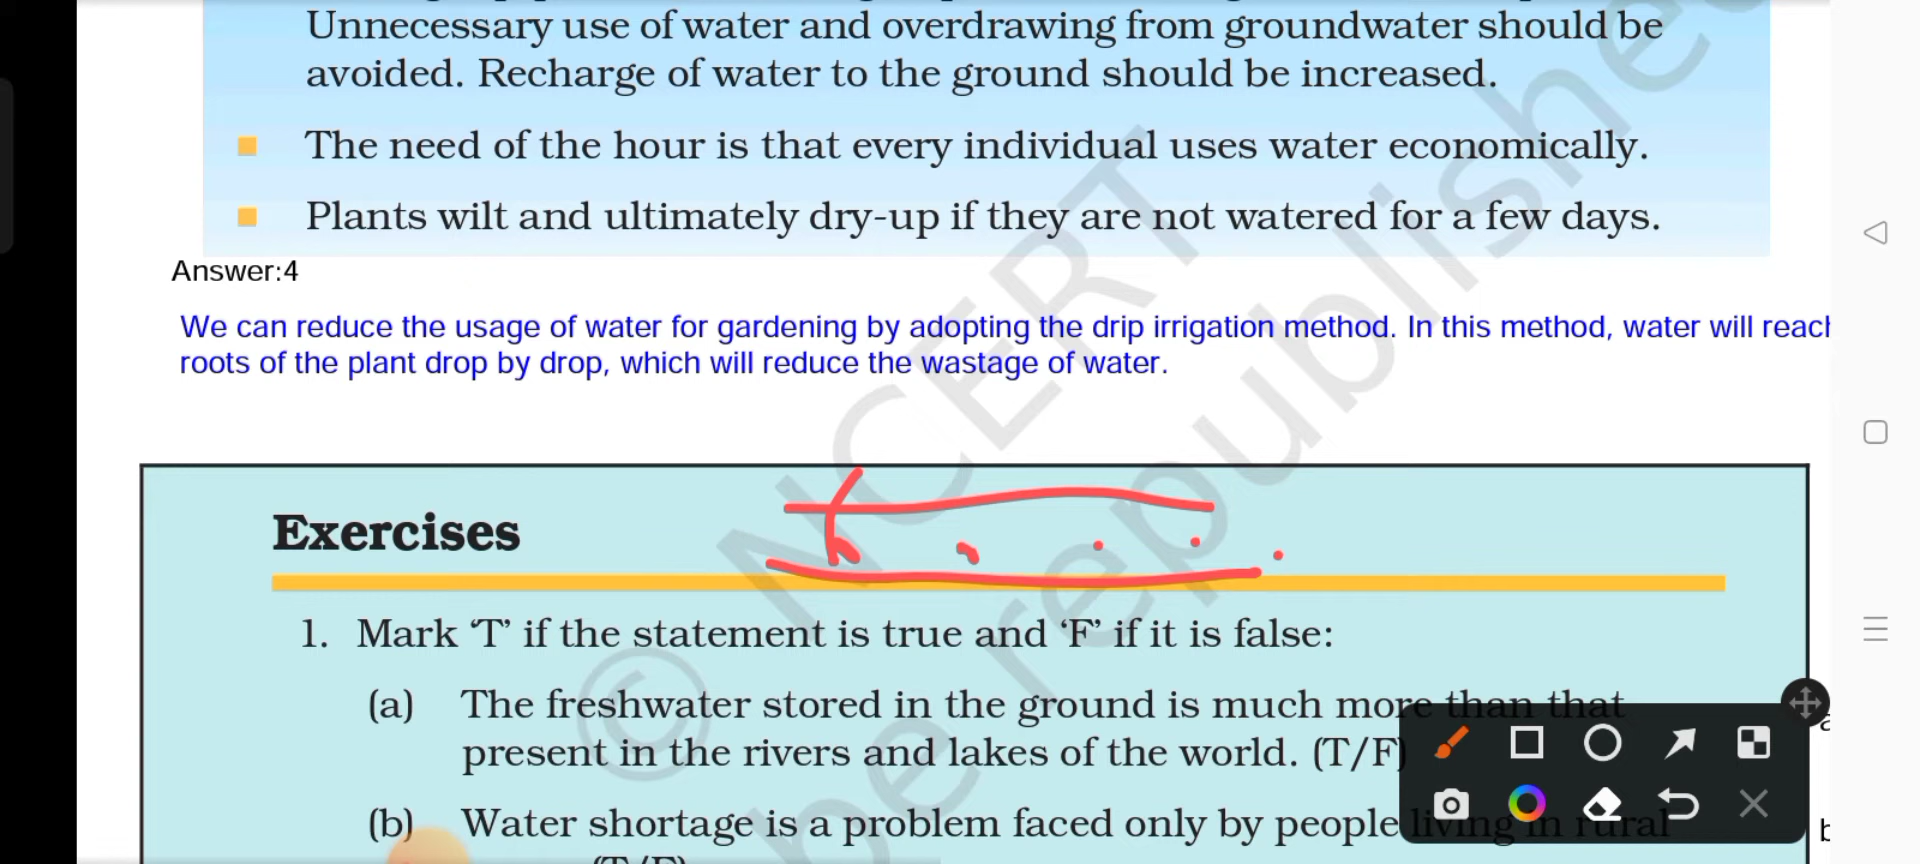 Unnecessary use of water and overdrawing from groundwater should be
avoided. Recharge of water to the ground should be increased.
The need of the hour is that every individual uses water economically.
Plants wilt and ultimately dry-up if they are not watered for a few days.
Answer:4
We can reduce the usage of water for gardening by adopting the drip irrigation method. In this method, water will reach
roots of the plant drop by drop, which will reduce the wastage of water.
Exercises
1. Mark ‘T’ if the statement is true and ‘F’ if it is false:
(a) The freshwater stored in the ground is much more than that
present in the rivers and lakes of the world. (T/F)
(b) Water shortage is a problem faced only by people living in rural
(T/F)
© NCERT
be republished